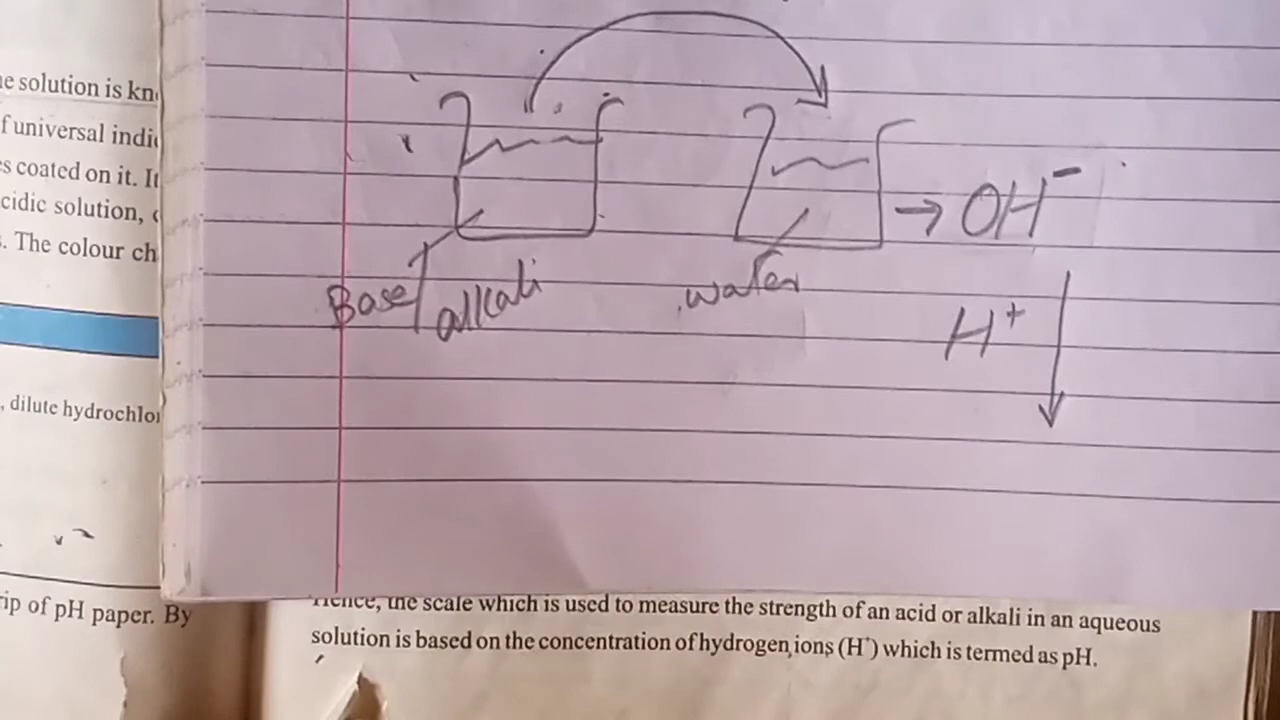 e solution is kn
f universal indi
s coated on it. It
cidic solution,
. The colour ch
, dilute hydrochlo
ip of pH paper. By
Base/alkali
water
→ OH⁻
H⁺ ↓
Hence, the scale which is used to measure the strength of an acid or alkali in an aqueous
solution is based on the concentration of hydrogen ions (H⁺) which is termed as pH.